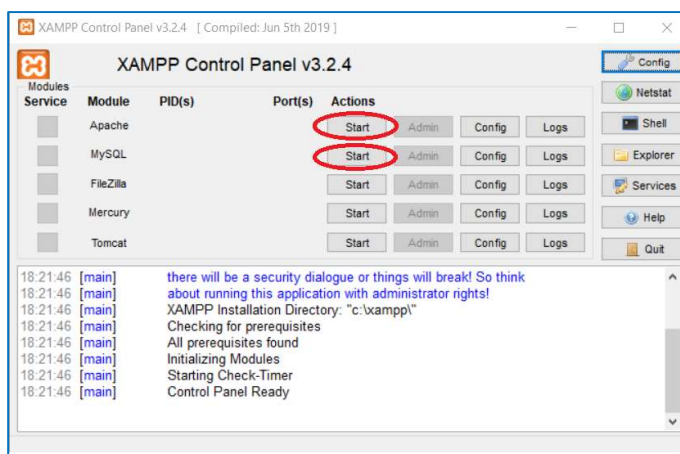 XAMPP Control Panel v3.2.4 [ Compiled: Jun 5th 2019 ]
XAMPP Control Panel v3.2.4
Modules
Service Module PID(s) Port(s) Actions
Apache Start Admin Config Logs
MySQL Start Admin Config Logs
FileZilla Start Admin Config Logs
Mercury Start Admin Config Logs
Tomcat Start Admin Config Logs
Config
Netstat
Shell
Explorer
Services
Help
Quit
18:21:46 [main] there will be a security dialogue or things will break! So think
18:21:46 [main] about running this application with administrator rights!
18:21:46 [main] XAMPP Installation Directory: "c:\xampp\"
18:21:46 [main] Checking for prerequisites
18:21:46 [main] All prerequisites found
18:21:46 [main] Initializing Modules
18:21:46 [main] Starting Check-Timer
18:21:46 [main] Control Panel Ready